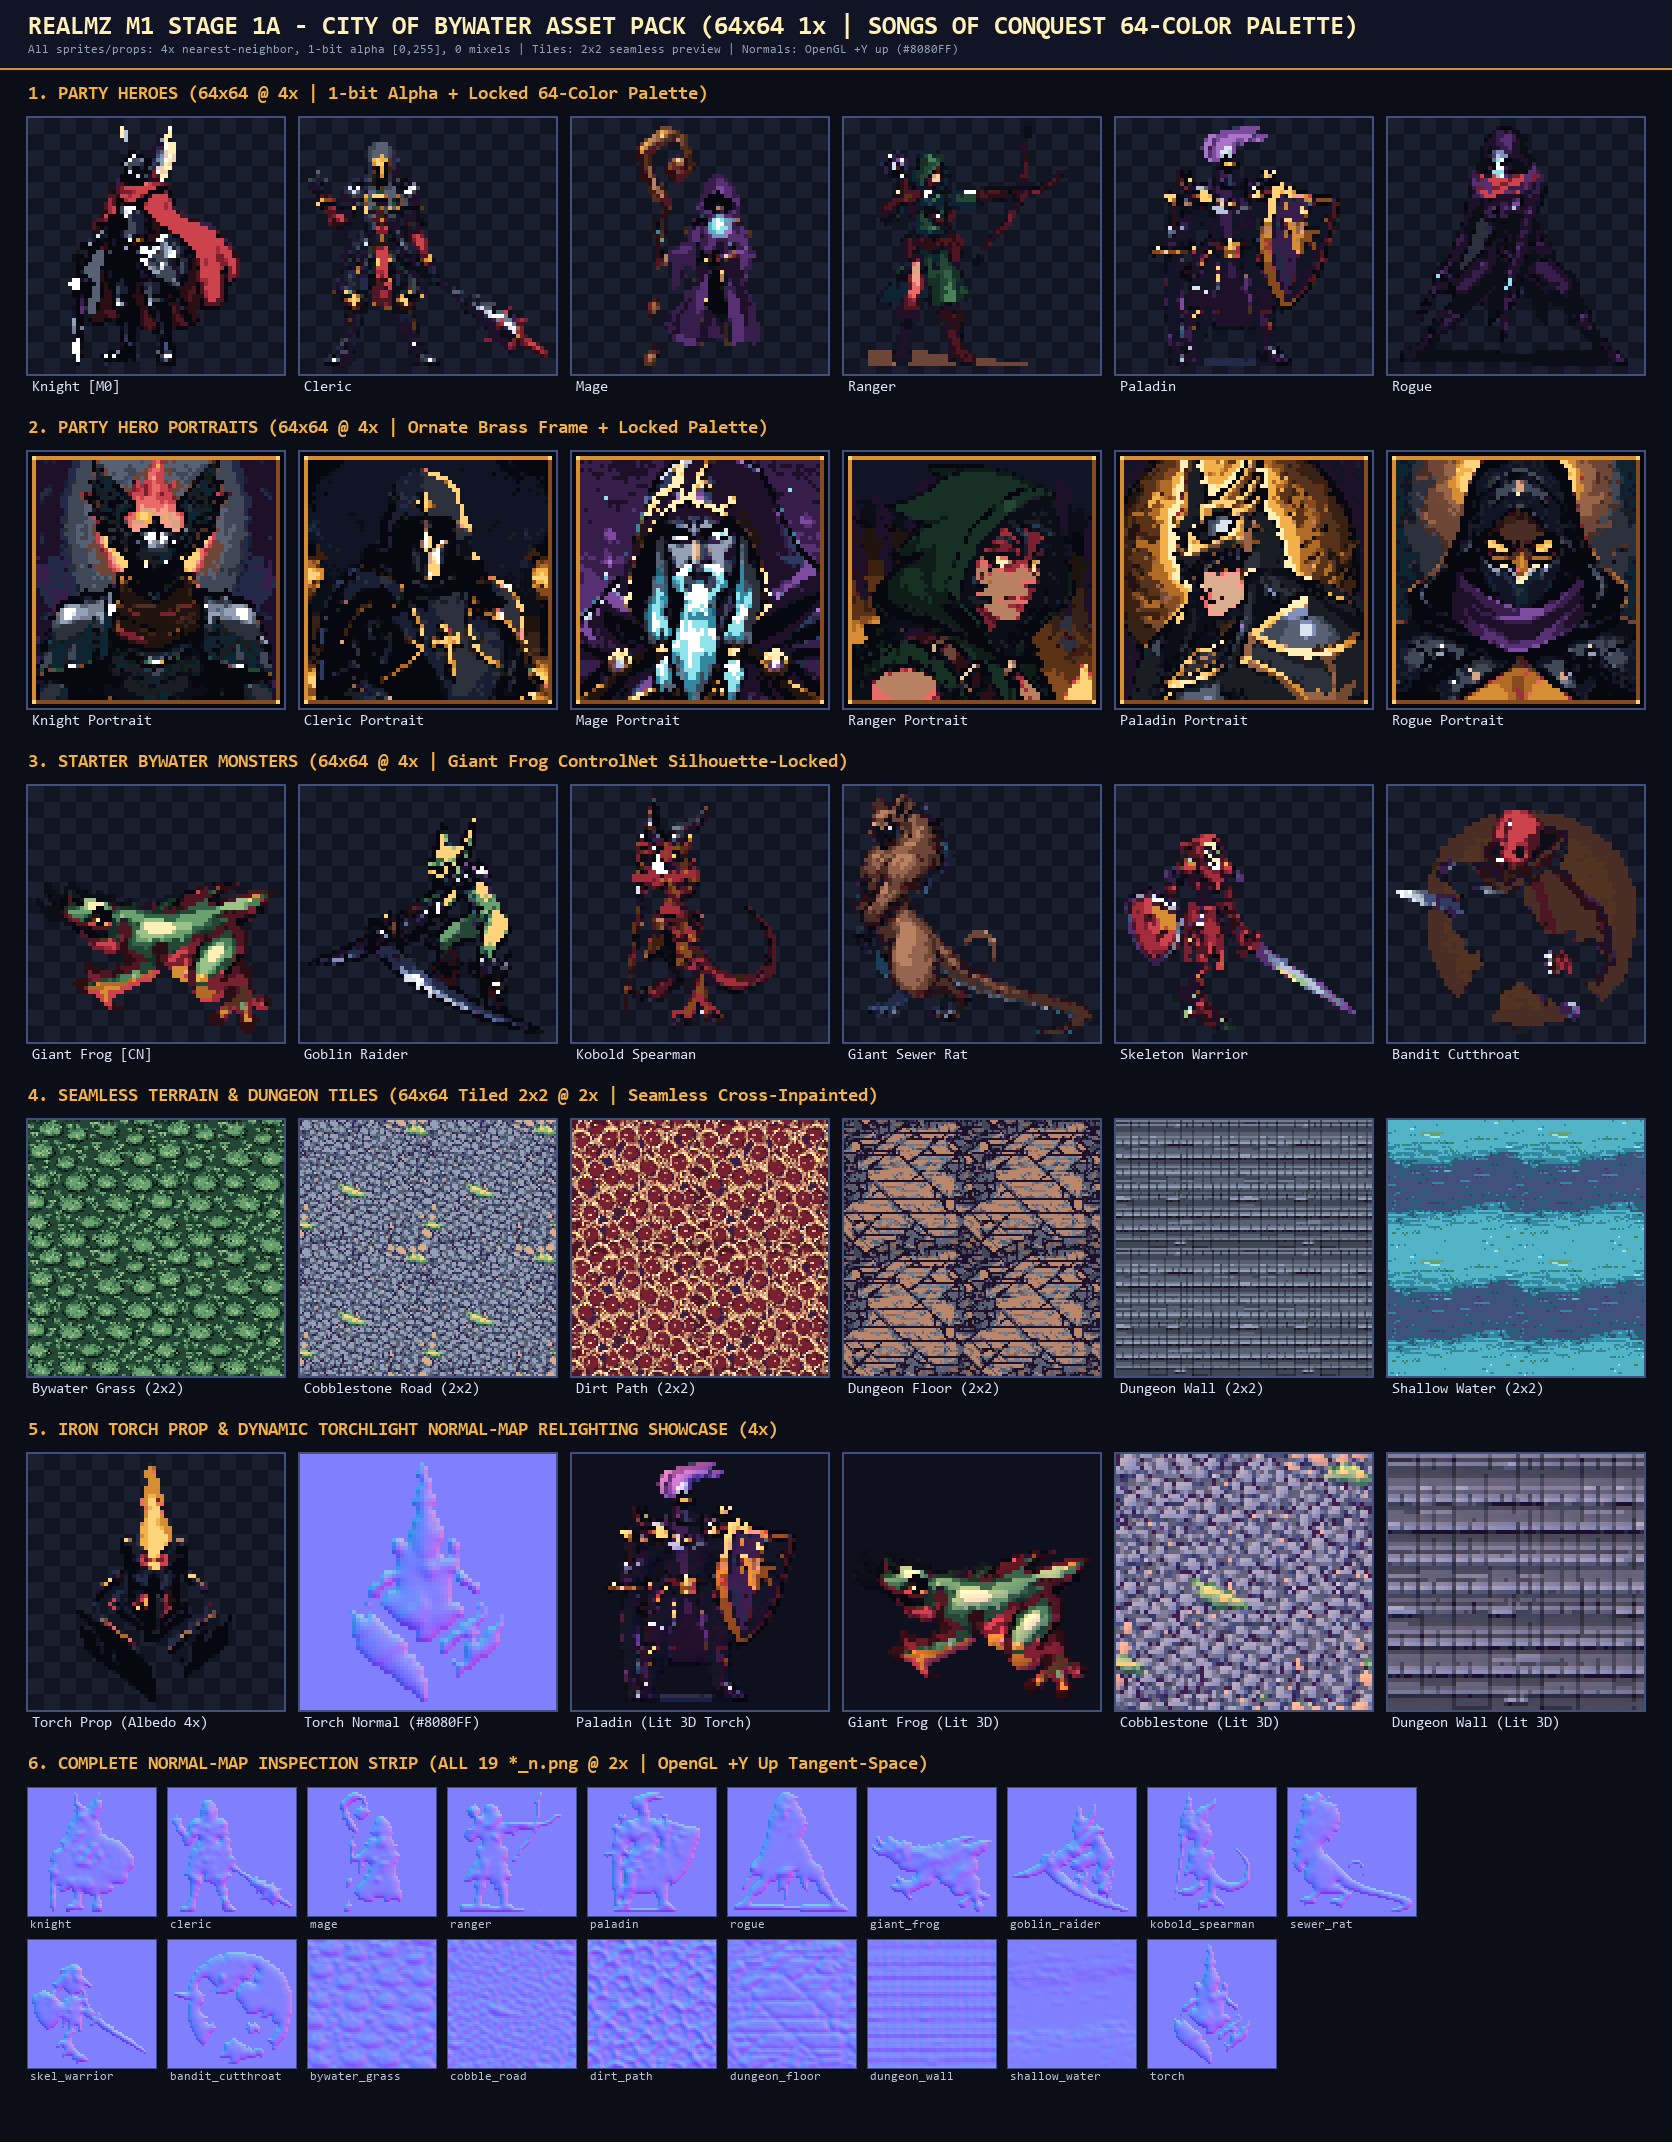 REALMZ M1 STAGE 1A - CITY OF BYWATER ASSET PACK (64x64 1x | SONGS OF CONQUEST 64-COLOR PALETTE)
All sprites/props: 4x nearest-neighbor, 1-bit alpha [0,255], 0 mixels | Tiles: 2x2 seamless preview | Normals: OpenGL +Y up (#8080FF)
1. PARTY HEROES (64x64 @ 4x | 1-bit Alpha + Locked 64-Color Palette)
Knight [M0] Cleric Mage Ranger Paladin Rogue
2. PARTY HERO PORTRAITS (64x64 @ 4x | Ornate Brass Frame + Locked Palette)
Knight Portrait Cleric Portrait Mage Portrait Ranger Portrait Paladin Portrait Rogue Portrait
3. STARTER BYWATER MONSTERS (64x64 @ 4x | Giant Frog ControlNet Silhouette-Locked)
Giant Frog [CN] Goblin Raider Kobold Spearman Giant Sewer Rat Skeleton Warrior Bandit Cutthroat
4. SEAMLESS TERRAIN & DUNGEON TILES (64x64 Tiled 2x2 @ 2x | Seamless Cross-Inpainted)
Bywater Grass (2x2) Cobblestone Road (2x2) Dirt Path (2x2) Dungeon Floor (2x2) Dungeon Wall (2x2) Shallow Water (2x2)
5. IRON TORCH PROP & DYNAMIC TORCHLIGHT NORMAL-MAP RELIGHTING SHOWCASE (4x)
Torch Prop (Albedo 4x) Torch Normal (#8080FF) Paladin (Lit 3D Torch) Giant Frog (Lit 3D) Cobblestone (Lit 3D) Dungeon Wall (Lit 3D)
6. COMPLETE NORMAL-MAP INSPECTION STRIP (ALL 19 *_n.png @ 2x | OpenGL +Y Up Tangent-Space)
knight cleric mage ranger paladin rogue giant_frog goblin_raider kobold_spearman sewer_rat
skel_warrior bandit_cutthroat bywater_grass cobble_road dirt_path dungeon_floor dungeon_wall shallow_water torch